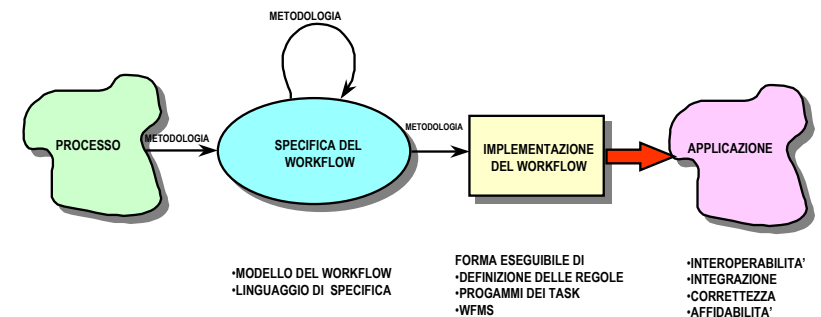 METODOLOGIA
PROCESSO
METODOLOGIA
SPECIFICA DEL
WORKFLOW
METODOLOGIA
IMPLEMENTAZIONE
DEL WORKFLOW
APPLICAZIONE
•MODELLO DEL WORKFLOW
•LINGUAGGIO DI SPECIFICA
FORMA ESEGUIBILE DI
•DEFINIZIONE DELLE REGOLE
•PROGAMMI DEI TASK
•WFMS
•INTEROPERABILITA'
•INTEGRAZIONE
•CORRETTEZZA
•AFFIDABILITA'